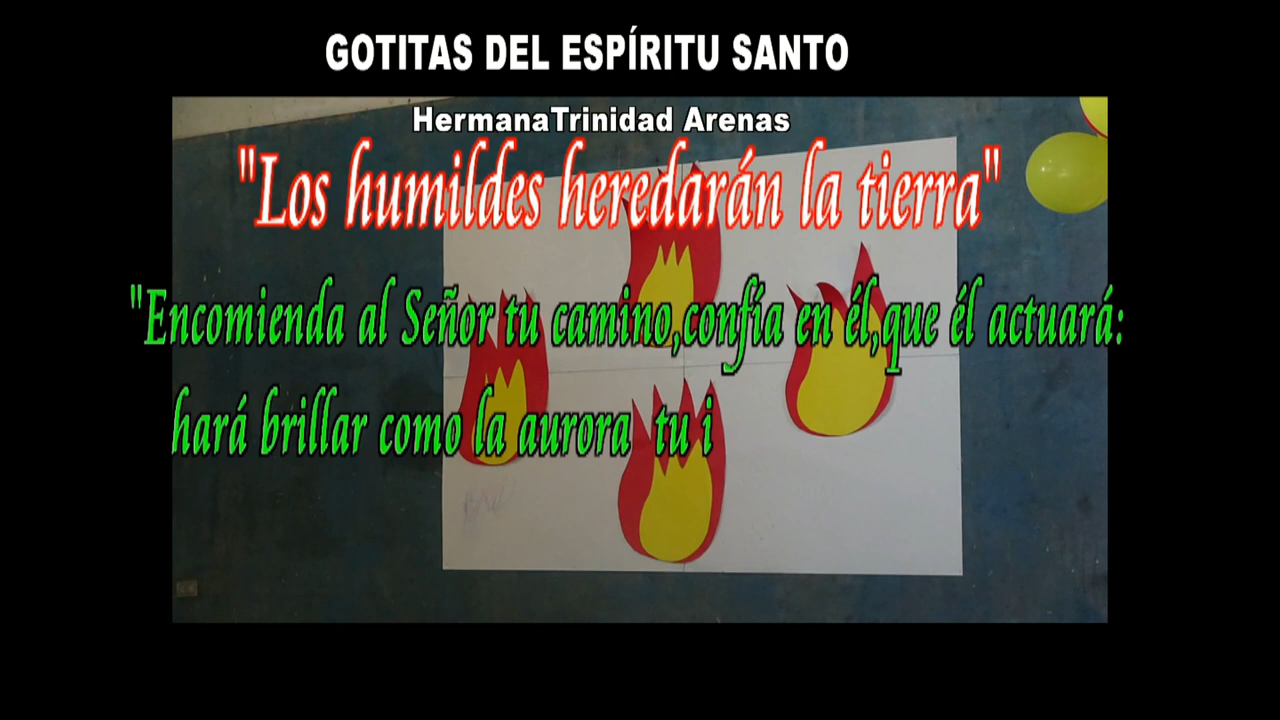 GOTITAS DEL ESPÍRITU SANTO
HermanaTrinidad Arenas
"Los humildes heredarán la tierra"
"Encomienda al Señor tu camino,confía en él,que él actuará:
hará brillar como la aurora tu i